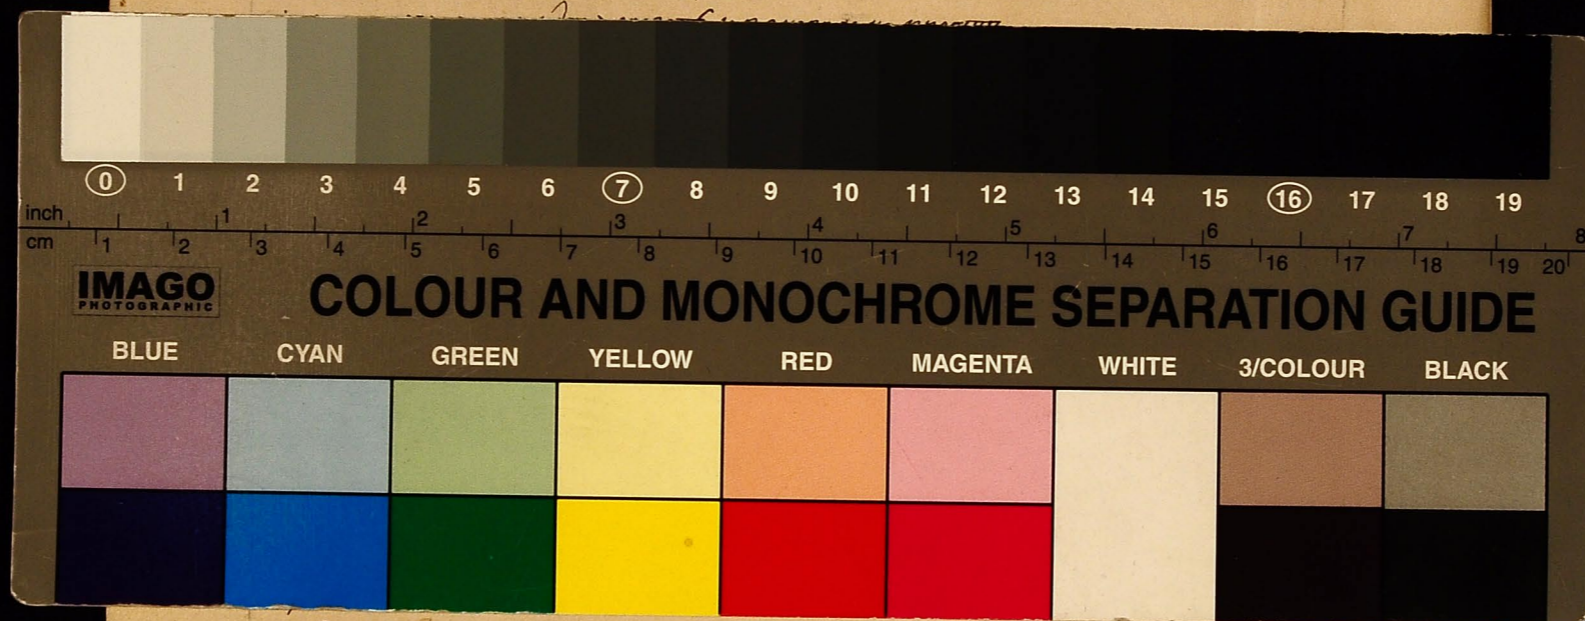 0 1 2 3 4 5 6 7 8 9 10 11 12 13 14 15 16 17 18 19
inch 1 2 3 4 5 6 7 8
cm 1 2 3 4 5 6 7 8 9 10 11 12 13 14 15 16 17 18 19 20
IMAGO
PHOTOGRAPHIC
COLOUR AND MONOCHROME SEPARATION GUIDE
BLUE CYAN GREEN YELLOW RED MAGENTA WHITE 3/COLOUR BLACK